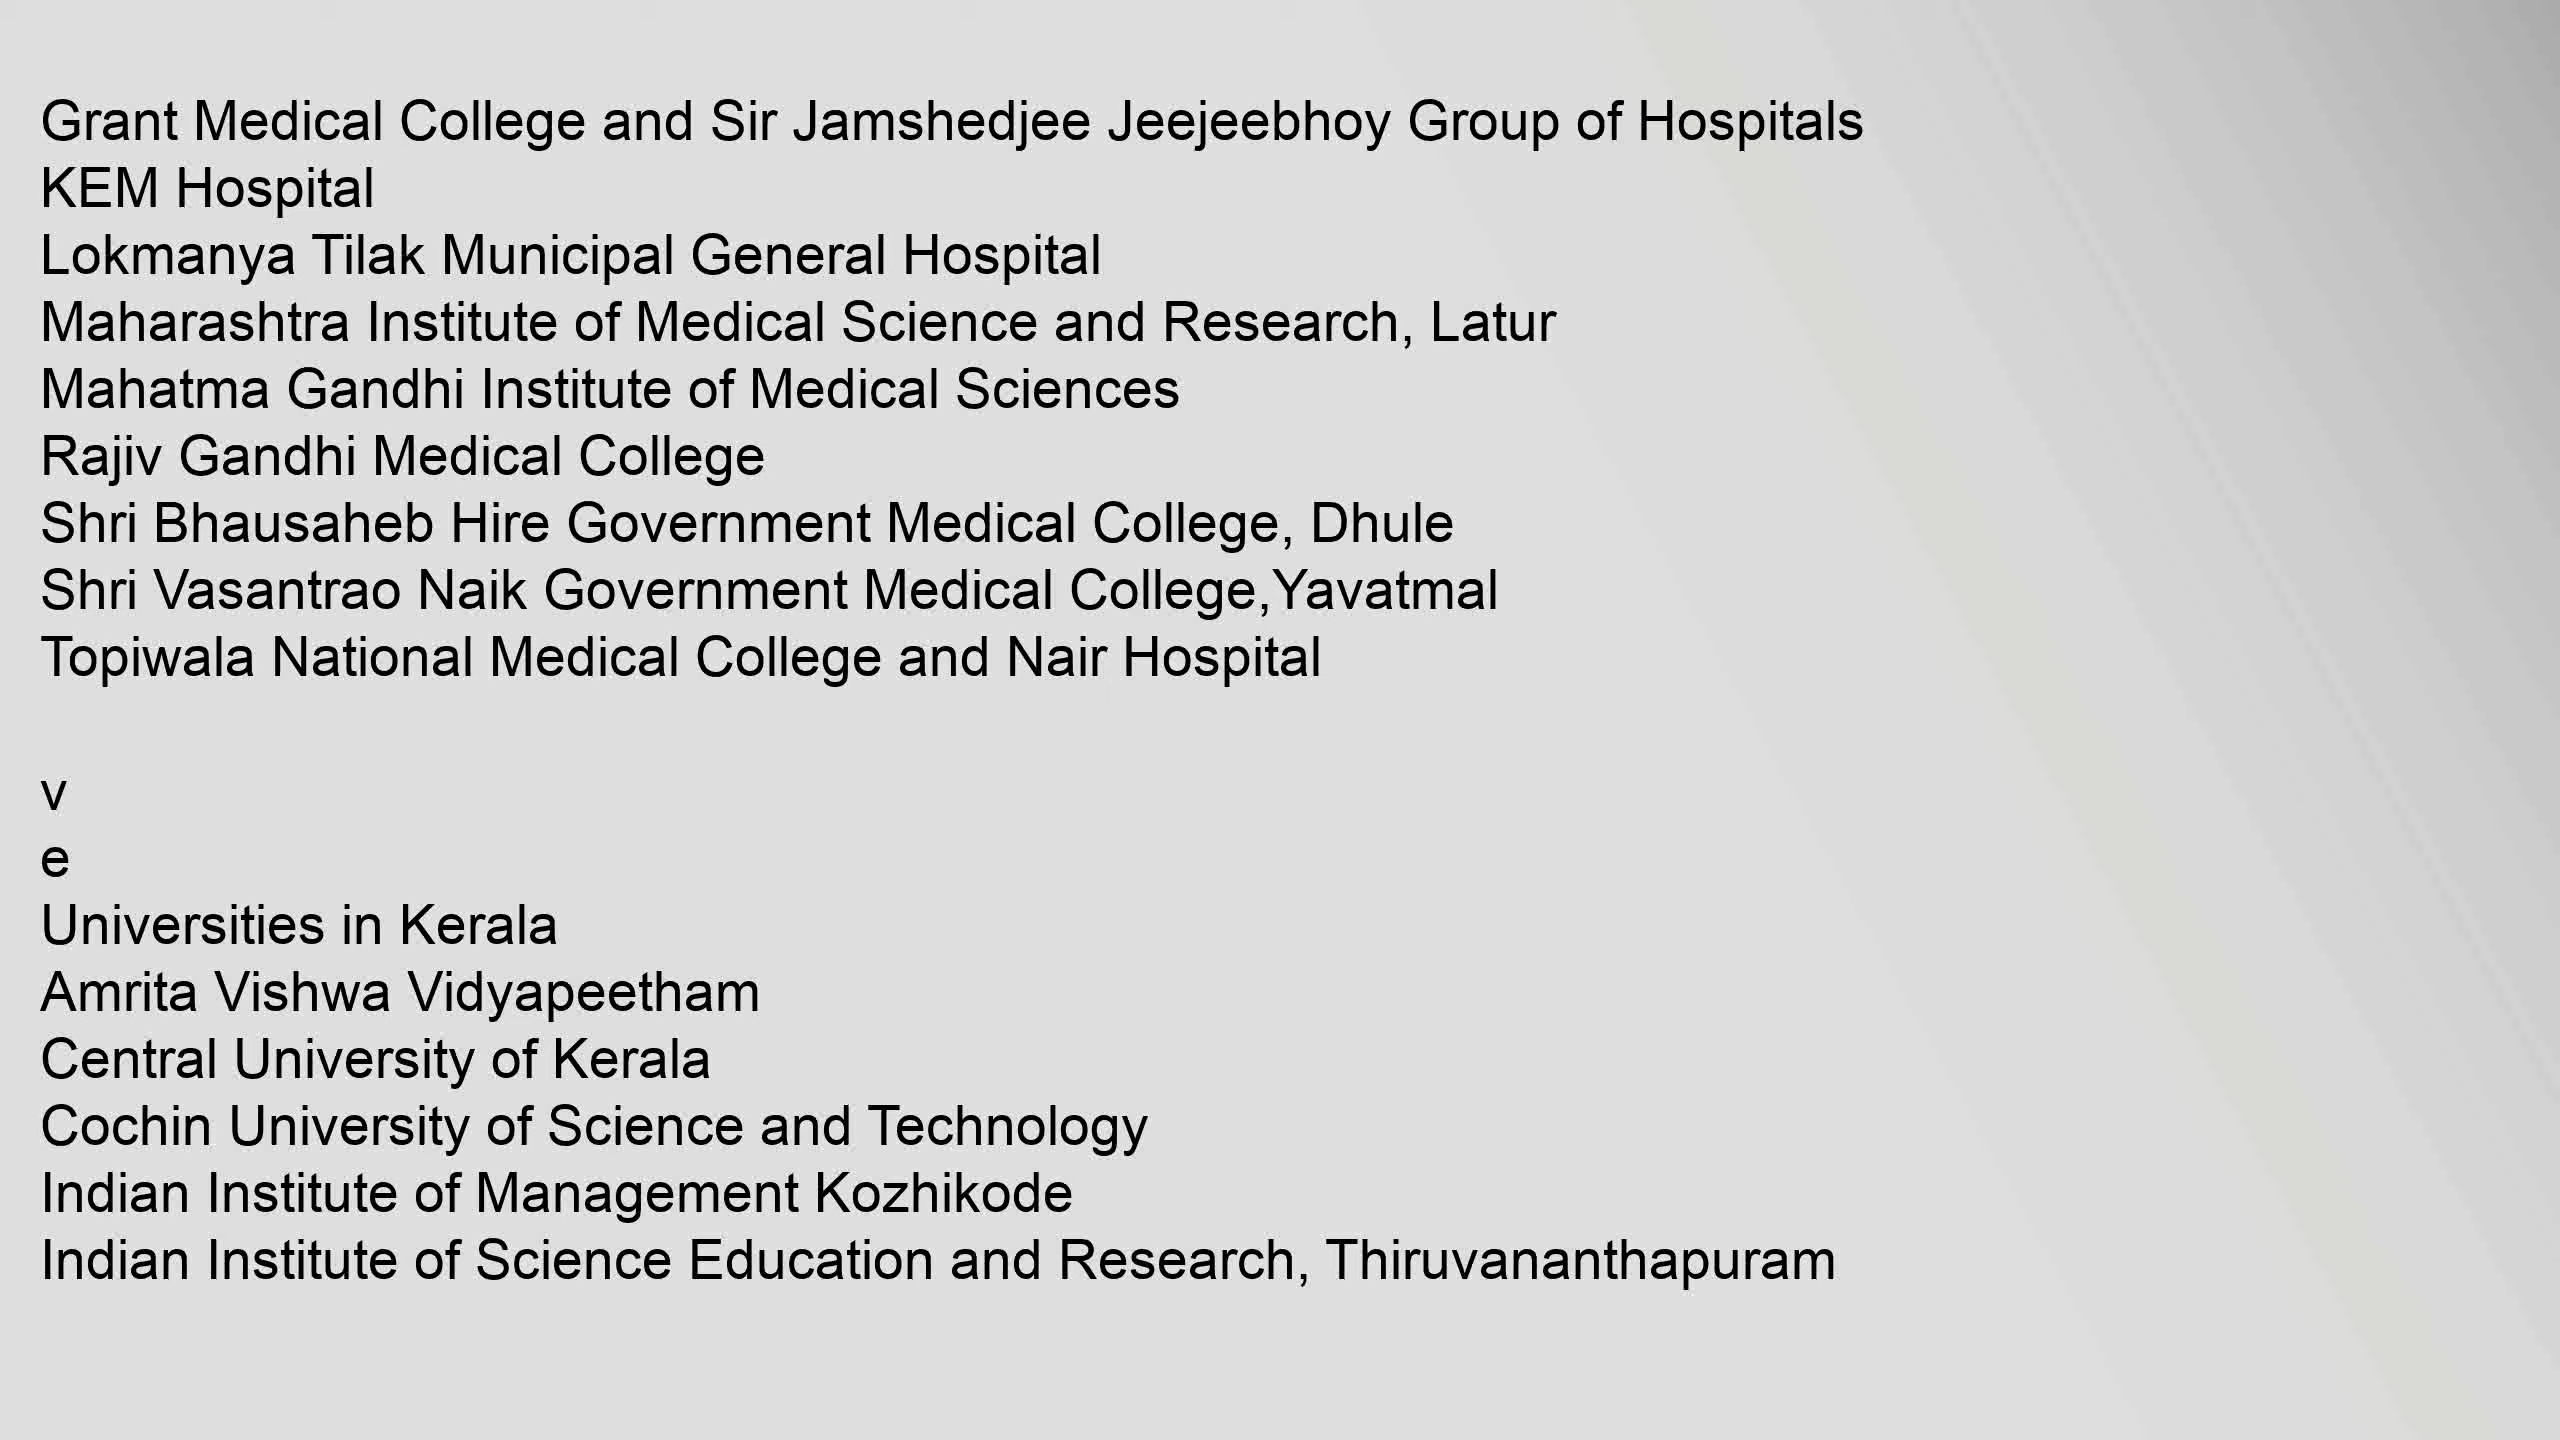 Grant Medical College and Sir Jamshedjee Jeejeebhoy Group of Hospitals
KEM Hospital
Lokmanya Tilak Municipal General Hospital
Maharashtra Institute of Medical Science and Research, Latur
Mahatma Gandhi Institute of Medical Sciences
Rajiv Gandhi Medical College
Shri Bhausaheb Hire Government Medical College, Dhule
Shri Vasantrao Naik Government Medical College,Yavatmal
Topiwala National Medical College and Nair Hospital
v
e
Universities in Kerala
Amrita Vishwa Vidyapeetham
Central University of Kerala
Cochin University of Science and Technology
Indian Institute of Management Kozhikode
Indian Institute of Science Education and Research, Thiruvananthapuram